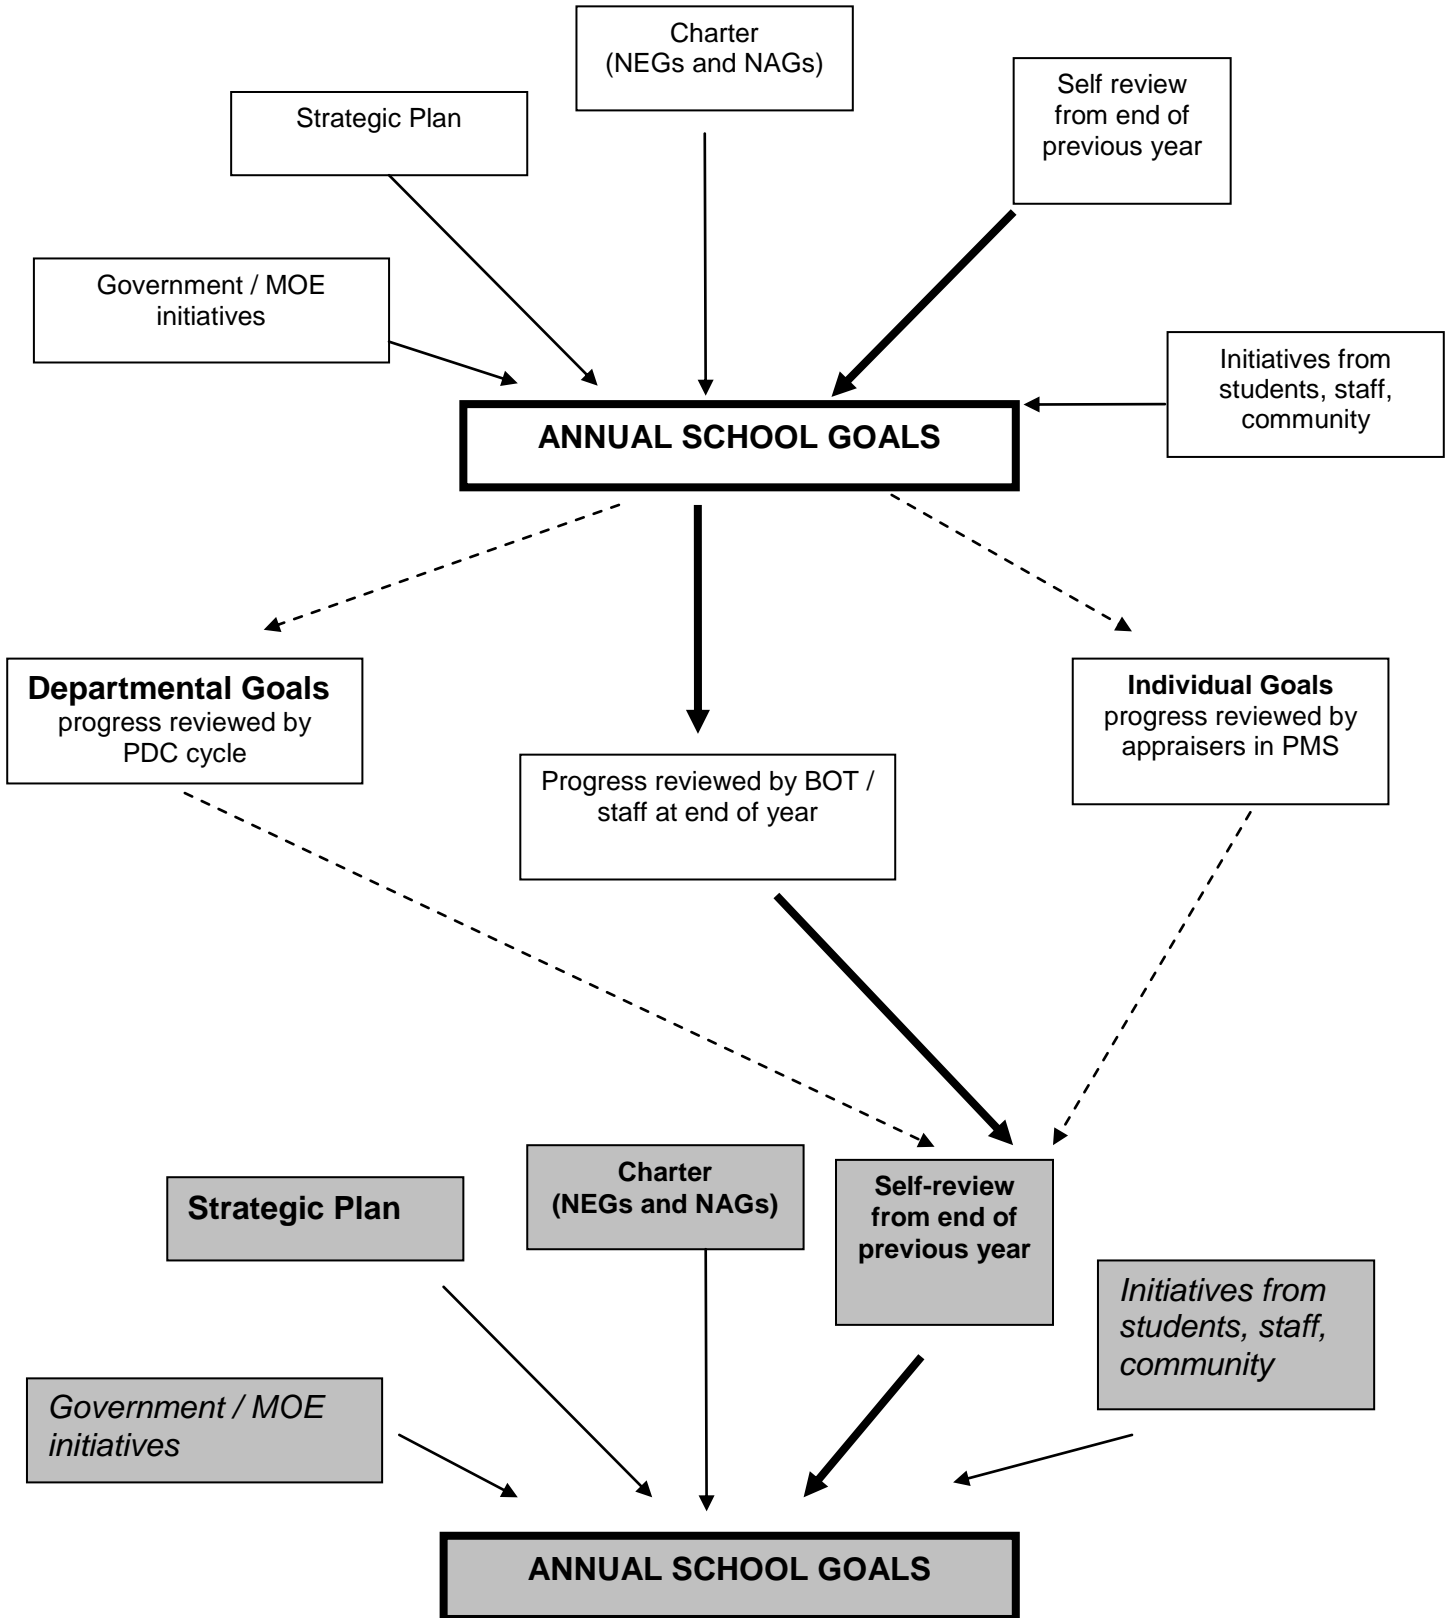 Charter
(NEGs and NAGs)
Self review
from end of
previous year
Strategic Plan
Government / MOE
initiatives
Initiatives from
students, staff,
community
ANNUAL SCHOOL GOALS
Departmental Goals
progress reviewed by
PDC cycle
Individual Goals
progress reviewed by
appraisers in PMS
Progress reviewed by BOT /
staff at end of year
Strategic Plan
Charter
(NEGs and NAGs)
Self-review
from end of
previous year
Initiatives from
students, staff,
community
Government / MOE
initiatives
ANNUAL SCHOOL GOALS